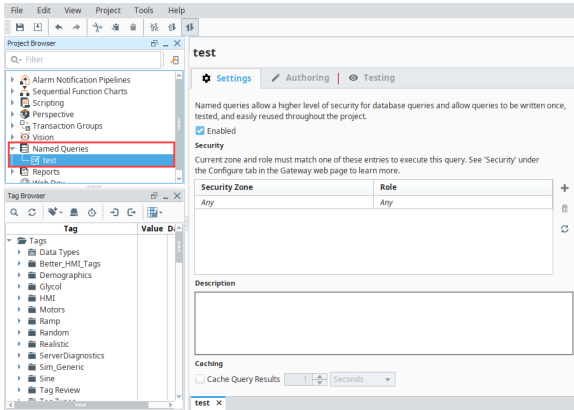 File Edit View Project Tools Help
Project Browser
Filter
Alarm Notification Pipelines
Sequential Function Charts
Scripting
Perspective
Transaction Groups
Vision
Named Queries
test
Reports
Web Dev
Tag Browser
Tag Value D
Tags
Data Types
Better_HMI_Tags
Demographics
Glycol
HMI
Motors
Ramp
Random
Realistic
ServerDiagnostics
Sim_Generic
Sine
Tag Review
Tag Types
test
Settings Authoring Testing
Named queries allow a higher level of security for database queries and allow queries to be written once,
tested, and easily reused throughout the project.
Enabled
Security
Current zone and role must match one of these entries to execute this query. See 'Security' under
the Configure tab in the Gateway web page to learn more.
Security Zone Role
Any Any
Description
Caching
Cache Query Results 1 Seconds
test